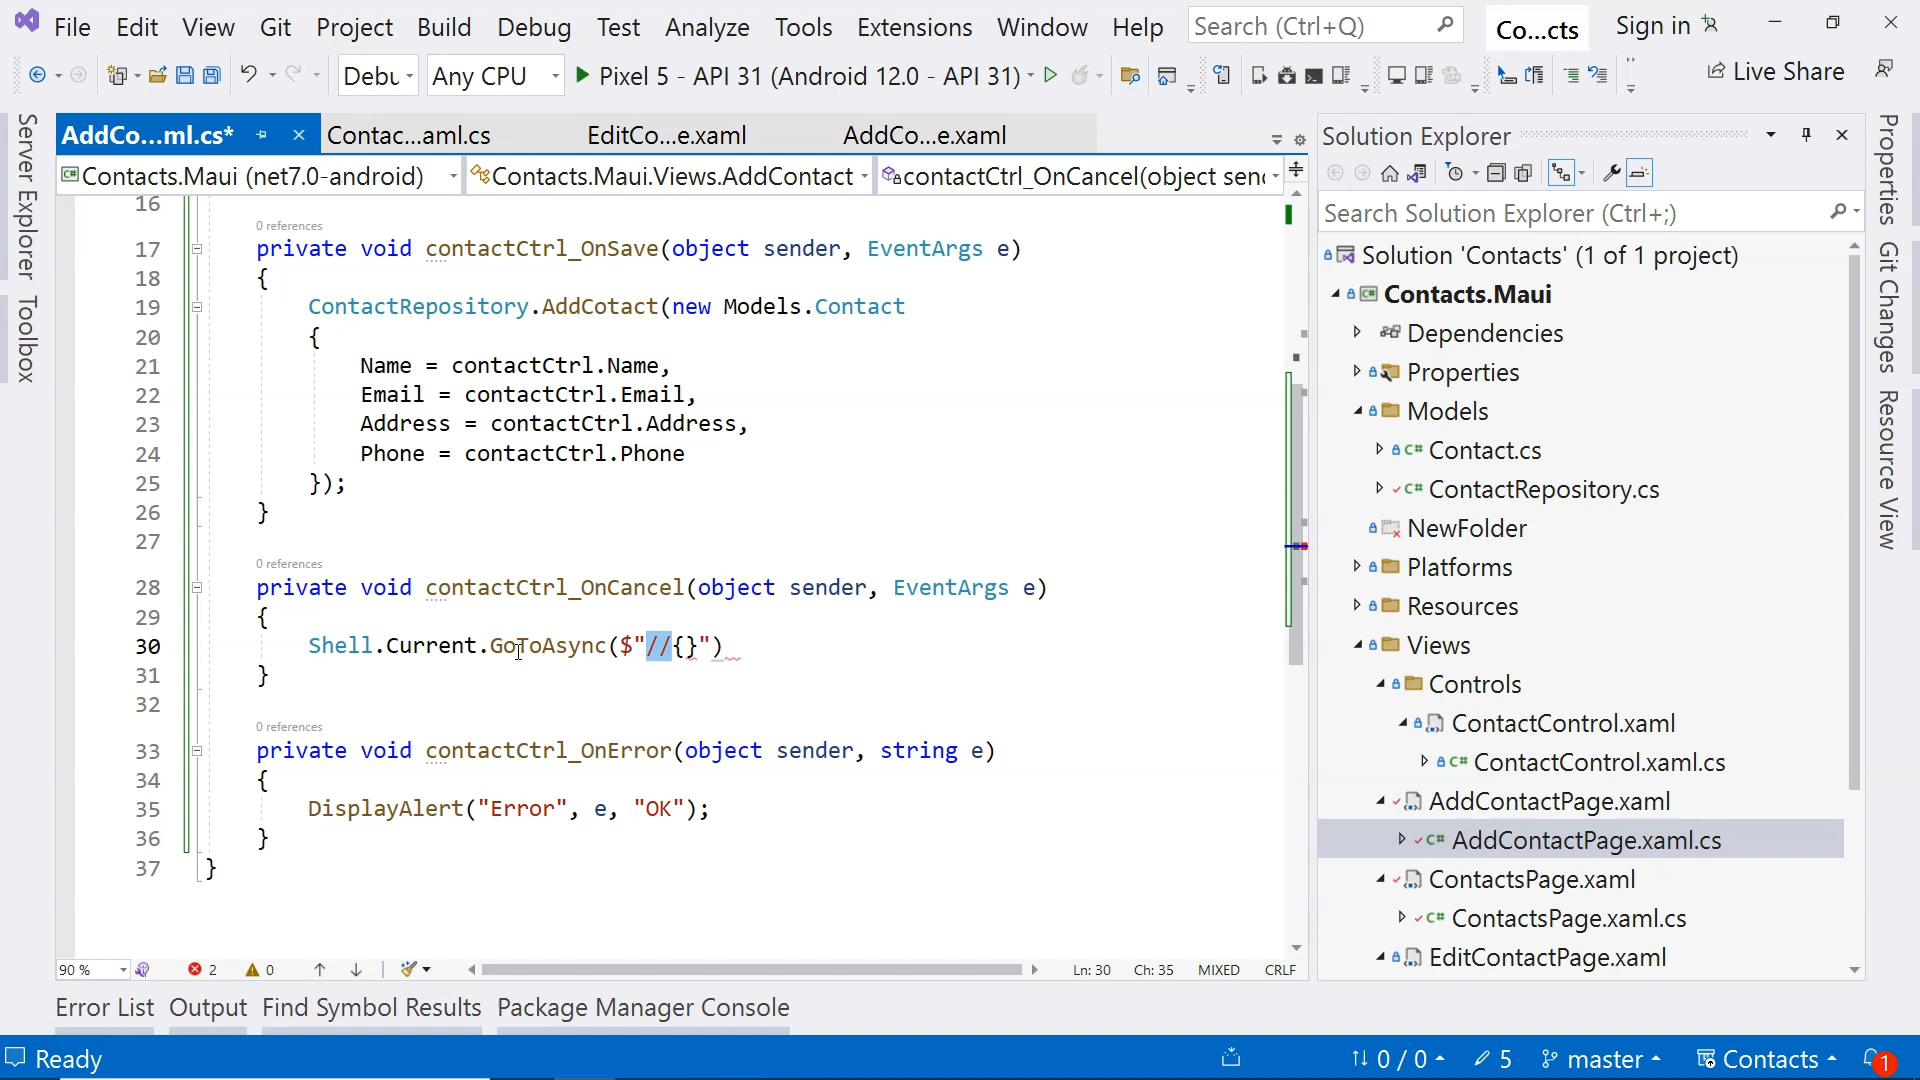 File Edit View Git Project Build Debug Test Analyze Tools Extensions Window Help Search (Ctrl+Q) Co...cts Sign in
Debu Any CPU Pixel 5 - API 31 (Android 12.0 - API 31) Live Share
AddCo...ml.cs* Contac...aml.cs EditCo...e.xaml AddCo...e.xaml
Contacts.Maui (net7.0-android) Contacts.Maui.Views.AddContact contactCtrl_OnCancel(object sen
16
0 references
17 private void contactCtrl_OnSave(object sender, EventArgs e)
18 {
19 ContactRepository.AddCotact(new Models.Contact
20 {
21 Name = contactCtrl.Name,
22 Email = contactCtrl.Email,
23 Address = contactCtrl.Address,
24 Phone = contactCtrl.Phone
25 });
26 }
27
0 references
28 private void contactCtrl_OnCancel(object sender, EventArgs e)
29 {
30 Shell.Current.GoToAsync($"//{}")
31 }
32
0 references
33 private void contactCtrl_OnError(object sender, string e)
34 {
35 DisplayAlert("Error", e, "OK");
36 }
37 }
90 % 2 0 Ln: 30 Ch: 35 MIXED CRLF
Error List Output Find Symbol Results Package Manager Console
Ready 0 / 0 5 master Contacts 1
Server Explorer
Toolbox
Solution Explorer
Search Solution Explorer (Ctrl+;)
Solution 'Contacts' (1 of 1 project)
Contacts.Maui
Dependencies
Properties
Models
C# Contact.cs
C# ContactRepository.cs
NewFolder
Platforms
Resources
Views
Controls
ContactControl.xaml
C# ContactControl.xaml.cs
AddContactPage.xaml
C# AddContactPage.xaml.cs
ContactsPage.xaml
C# ContactsPage.xaml.cs
EditContactPage.xaml
Properties
Git Changes
Resource View